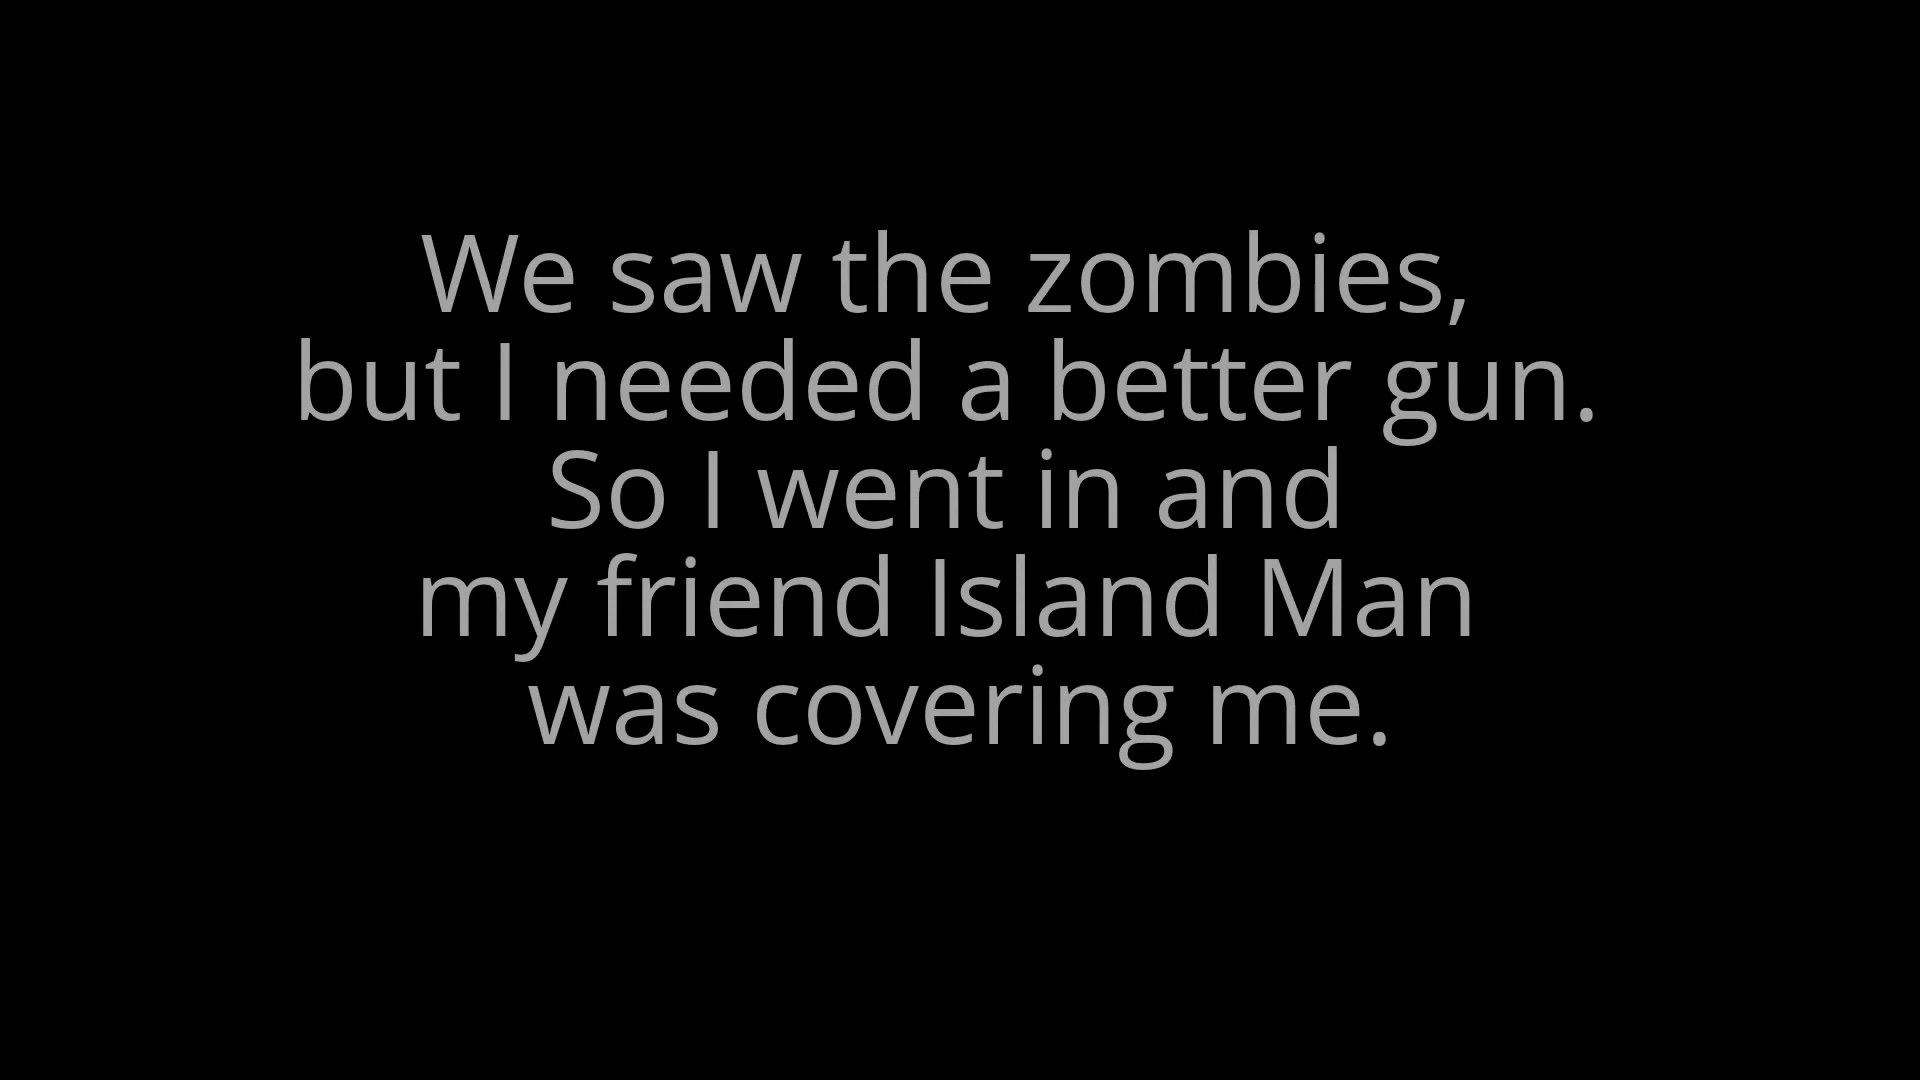 We saw the zombies,
but I needed a better gun.
So I went in and
my friend Island Man
was covering me.